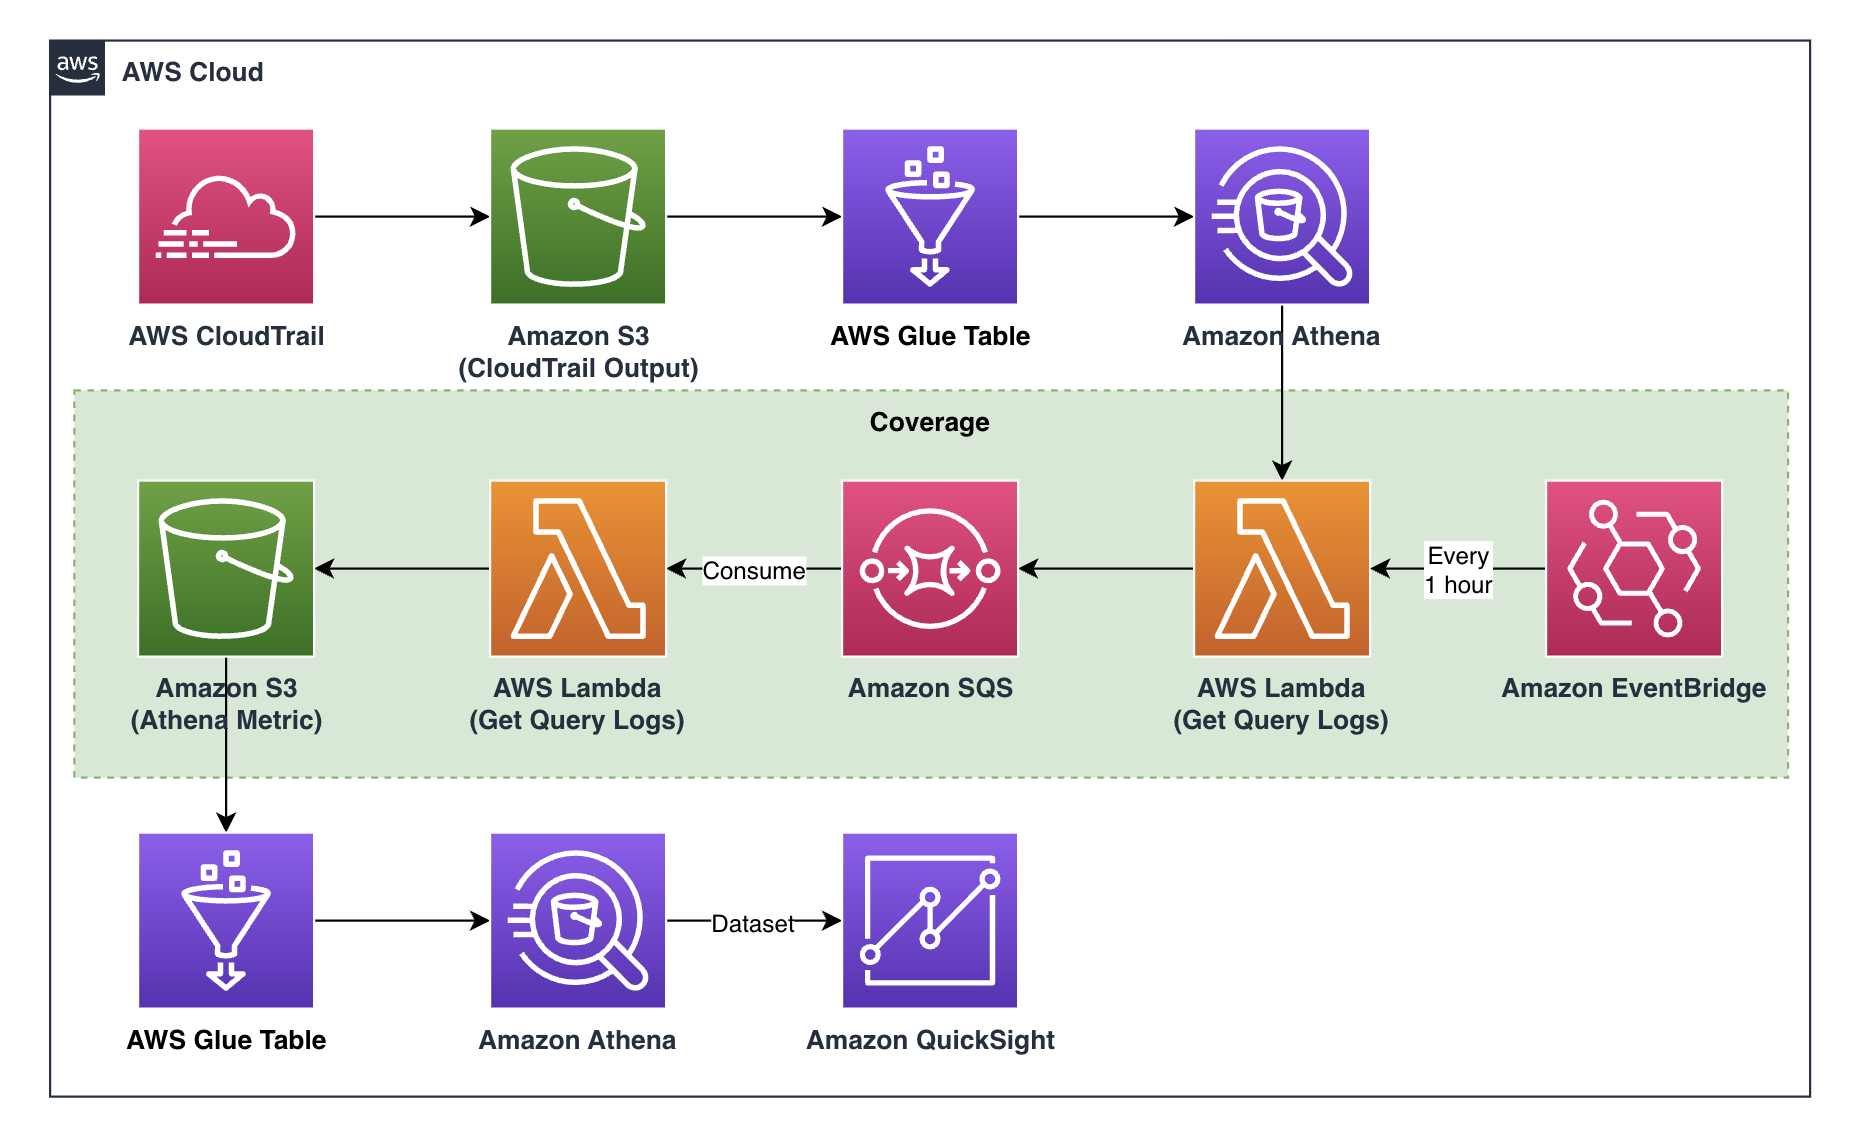 aws
AWS Cloud
AWS CloudTrail
Amazon S3
(CloudTrail Output)
AWS Glue Table
Amazon Athena
Coverage
Consume
Every
1 hour
Amazon S3
(Athena Metric)
AWS Lambda
(Get Query Logs)
Amazon SQS
AWS Lambda
(Get Query Logs)
Amazon EventBridge
Dataset
AWS Glue Table
Amazon Athena
Amazon QuickSight